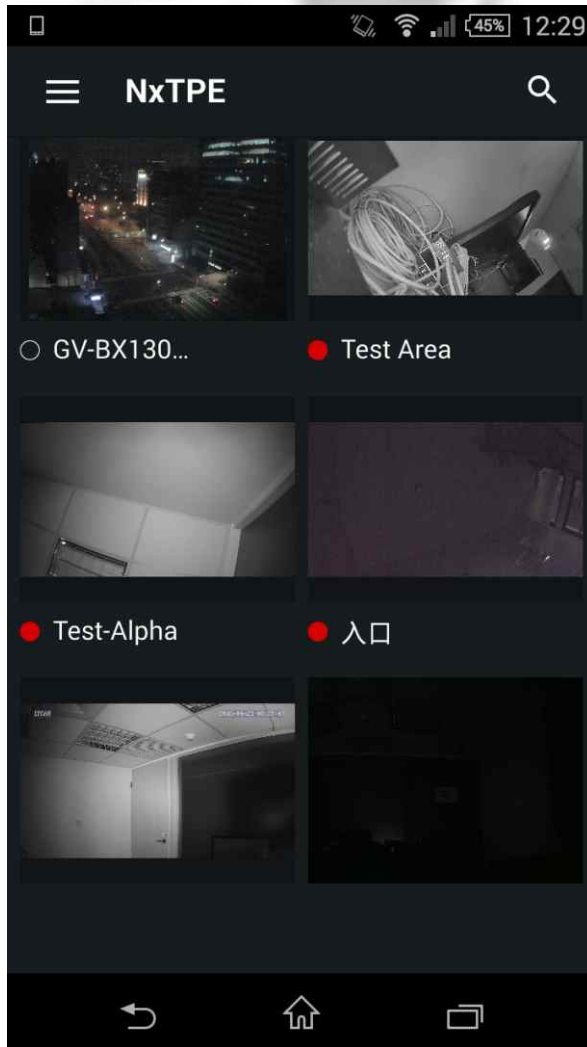 45% 12:29
NxTPE
GV-BX130...
Test Area
Test-Alpha
入口